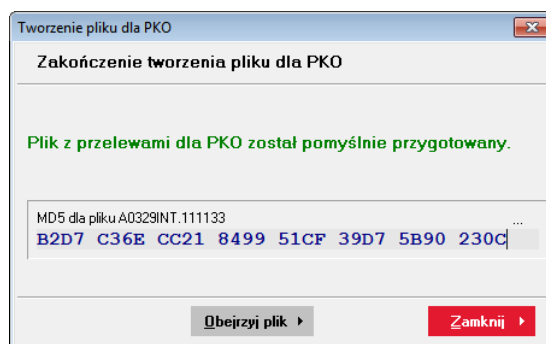 Tworzenie pliku dla PKO
Zakończenie tworzenia pliku dla PKO
Plik z przelewami dla PKO został pomyślnie przygotowany.
MD5 dla pliku A0329INT.111133
...
B2D7 C36E CC21 8499 51CF 39D7 5B90 230C
Obejrzyj plik
Zamknij